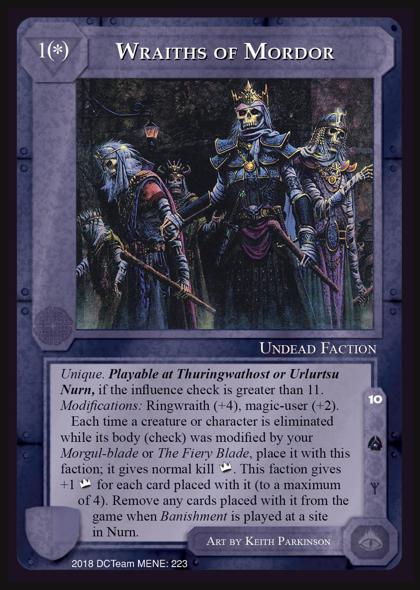 1(*)
Wraiths of Mordor
Undead Faction
Unique. Playable at Thuringwathost or Urlurtsu
Nurn, if the influence check is greater than 11.
Modifications: Ringwraith (+4), magic-user (+2).
Each time a creature or character is eliminated
while its body (check) was modified by your
Morgul-blade or The Fiery Blade, place it with this
faction; it gives normal kill. This faction gives
+1 for each card placed with it (to a maximum
of 4). Remove any cards placed with it from the
game when Banishment is played at a site
in Nurn.
10
Art by Keith Parkinson
2018 DCTeam MENE: 223